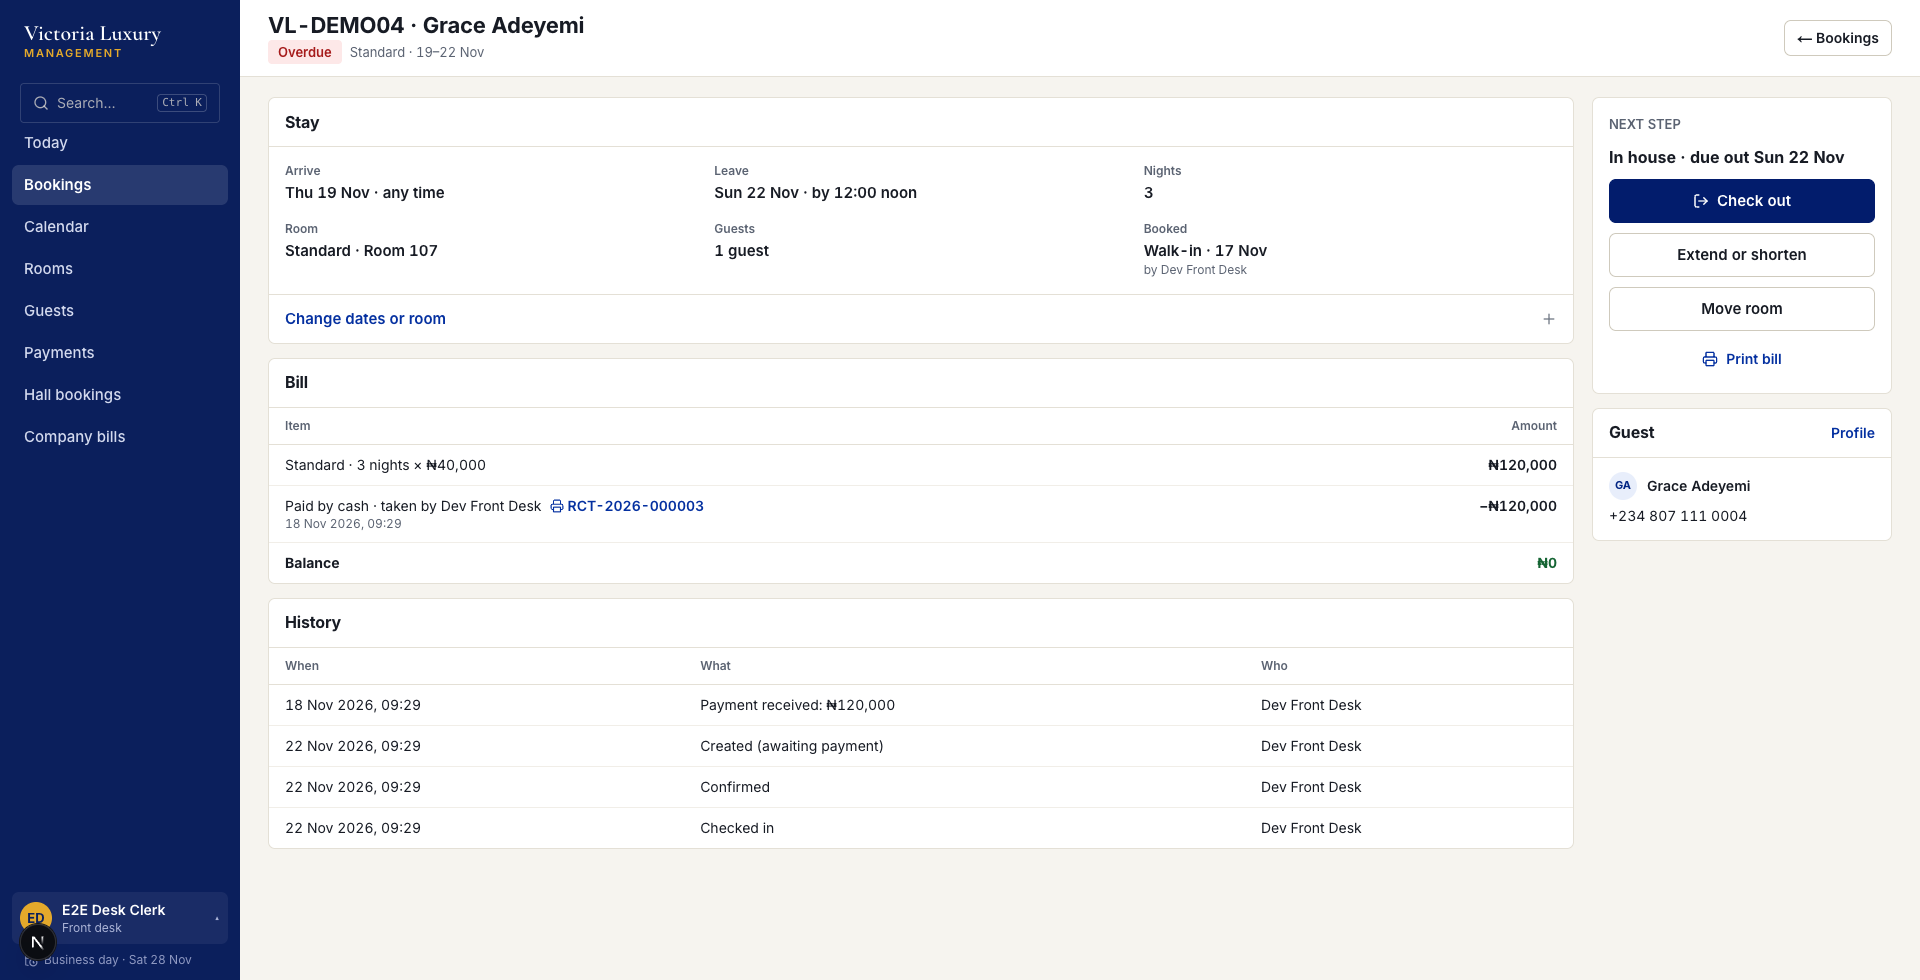 Victoria Luxury
MANAGEMENT
Search... Ctrl K
Today
Bookings
Calendar
Rooms
Guests
Payments
Hall bookings
Company bills
ED E2E Desk Clerk
Front desk
N
Business day · Sat 28 Nov
VL-DEMO04 · Grace Adeyemi
Overdue Standard · 19–22 Nov
← Bookings
Stay
Arrive Leave Nights
Thu 19 Nov · any time Sun 22 Nov · by 12:00 noon 3
Room Guests Booked
Standard · Room 107 1 guest Walk-in · 17 Nov
by Dev Front Desk
Change dates or room +
Bill
Item Amount
Standard · 3 nights × ₦40,000 ₦120,000
Paid by cash · taken by Dev Front Desk RCT-2026-000003 –₦120,000
18 Nov 2026, 09:29
Balance ₦0
History
When What Who
18 Nov 2026, 09:29 Payment received: ₦120,000 Dev Front Desk
22 Nov 2026, 09:29 Created (awaiting payment) Dev Front Desk
22 Nov 2026, 09:29 Confirmed Dev Front Desk
22 Nov 2026, 09:29 Checked in Dev Front Desk
NEXT STEP
In house · due out Sun 22 Nov
Check out
Extend or shorten
Move room
Print bill
Guest Profile
GA Grace Adeyemi
+234 807 111 0004